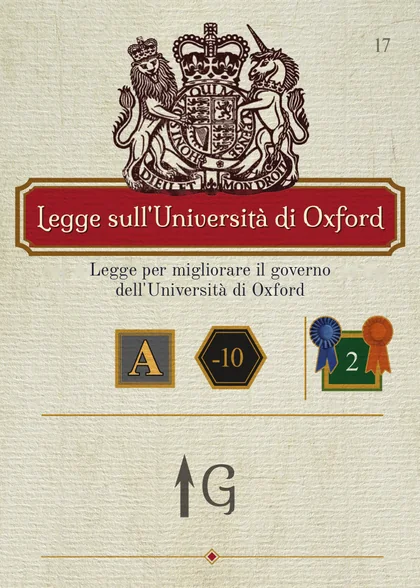 17
DIEU ET MON DROIT
Legge sull'Università di Oxford
Legge per migliorare il governo
dell'Università di Oxford
A
-10
2
G